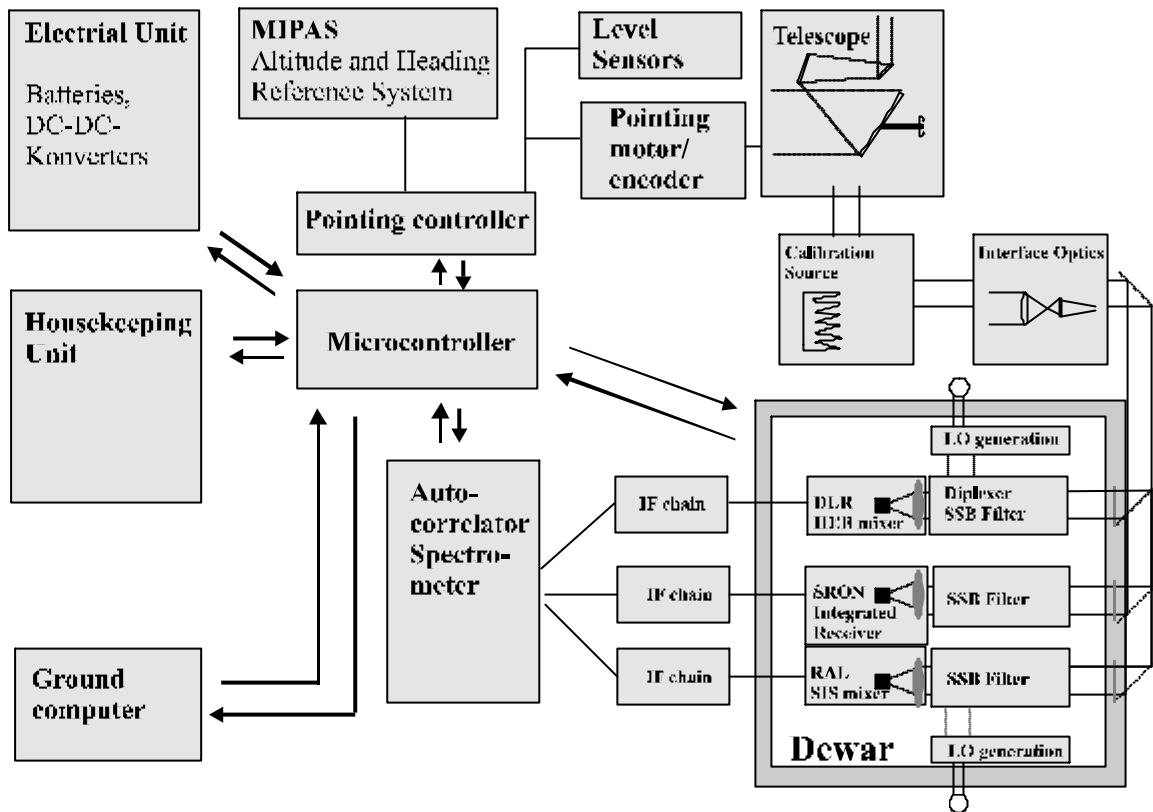 Electrial Unit
Batteries,
DC-DC-
Konverters
MIPAS
Altitude and Heading
Reference System
Level
Sensors
Pointing
motor/
encoder
Telescope
Pointing controller
Calibration
Source
Interface Optics
Housekeeping
Unit
Microcontroller
Auto-
correlator
Spectro-
meter
IF chain
IF chain
IF chain
LO generation
DLR
HEB mixer
Diplexer
SSB Filter
SRON
Integrated
Receiver
SSB Filter
RAL
SIS mixer
SSB Filter
LO generation
Dewar
Ground
computer